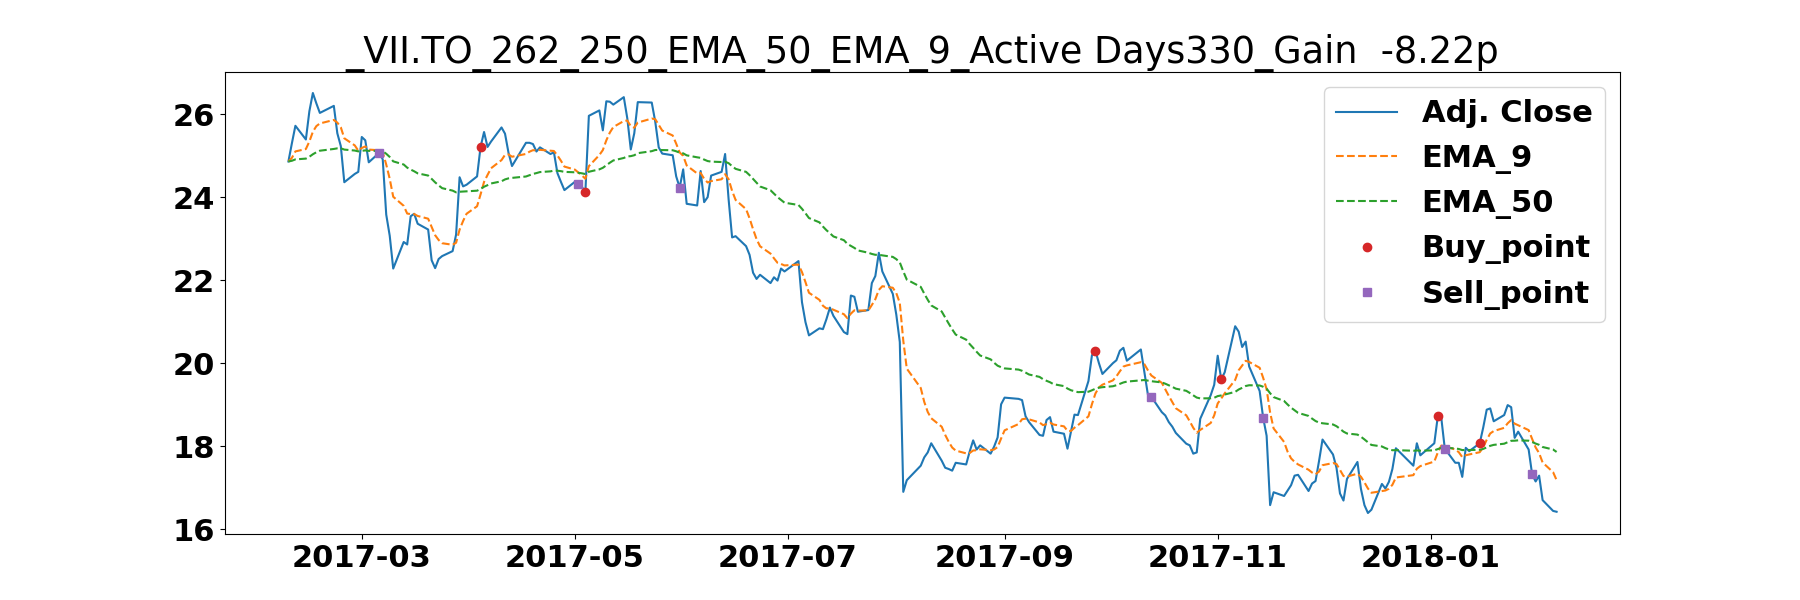 _VII.TO_262_250_EMA_50_EMA_9_Active Days330_Gain  -8.22p
Adj. Close
EMA_9
EMA_50
Buy_point
Sell_point
26
24
22
20
18
16
2017-03 2017-05 2017-07 2017-09 2017-11 2018-01